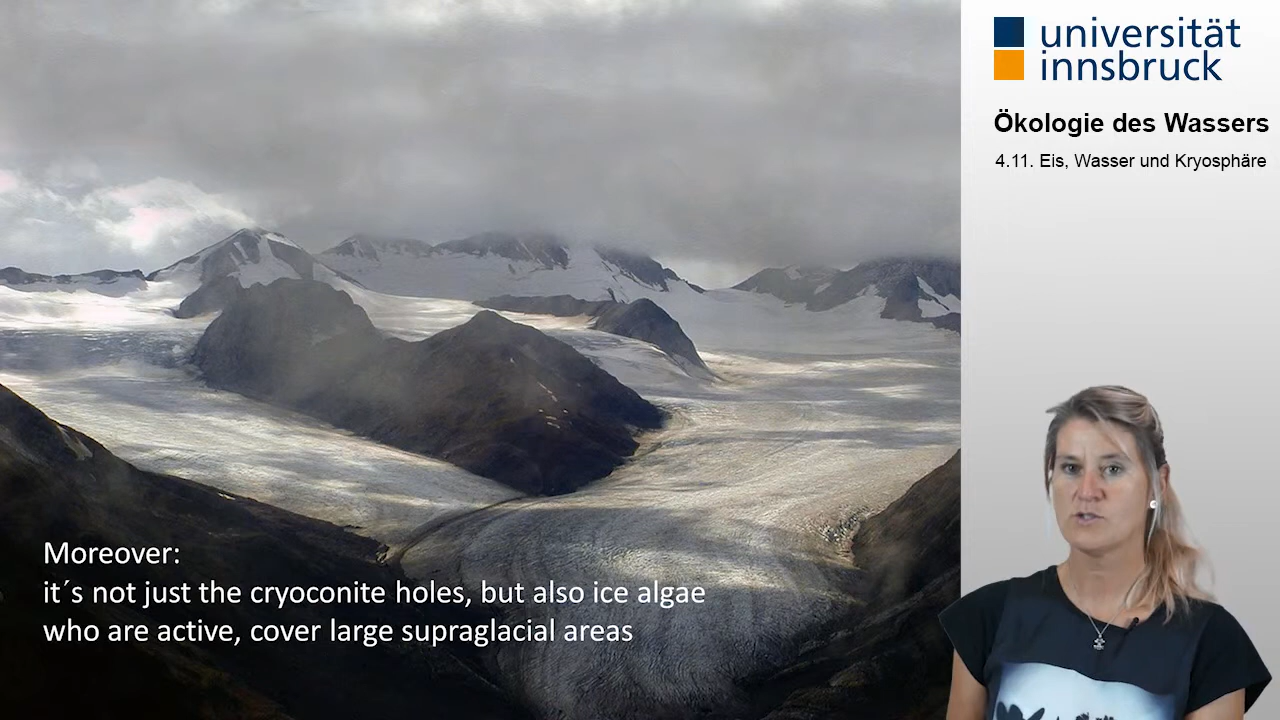 universität
innsbruck
Ökologie des Wassers
4.11. Eis, Wasser und Kryosphäre
Moreover:
it´s not just the cryoconite holes, but also ice algae
who are active, cover large supraglacial areas